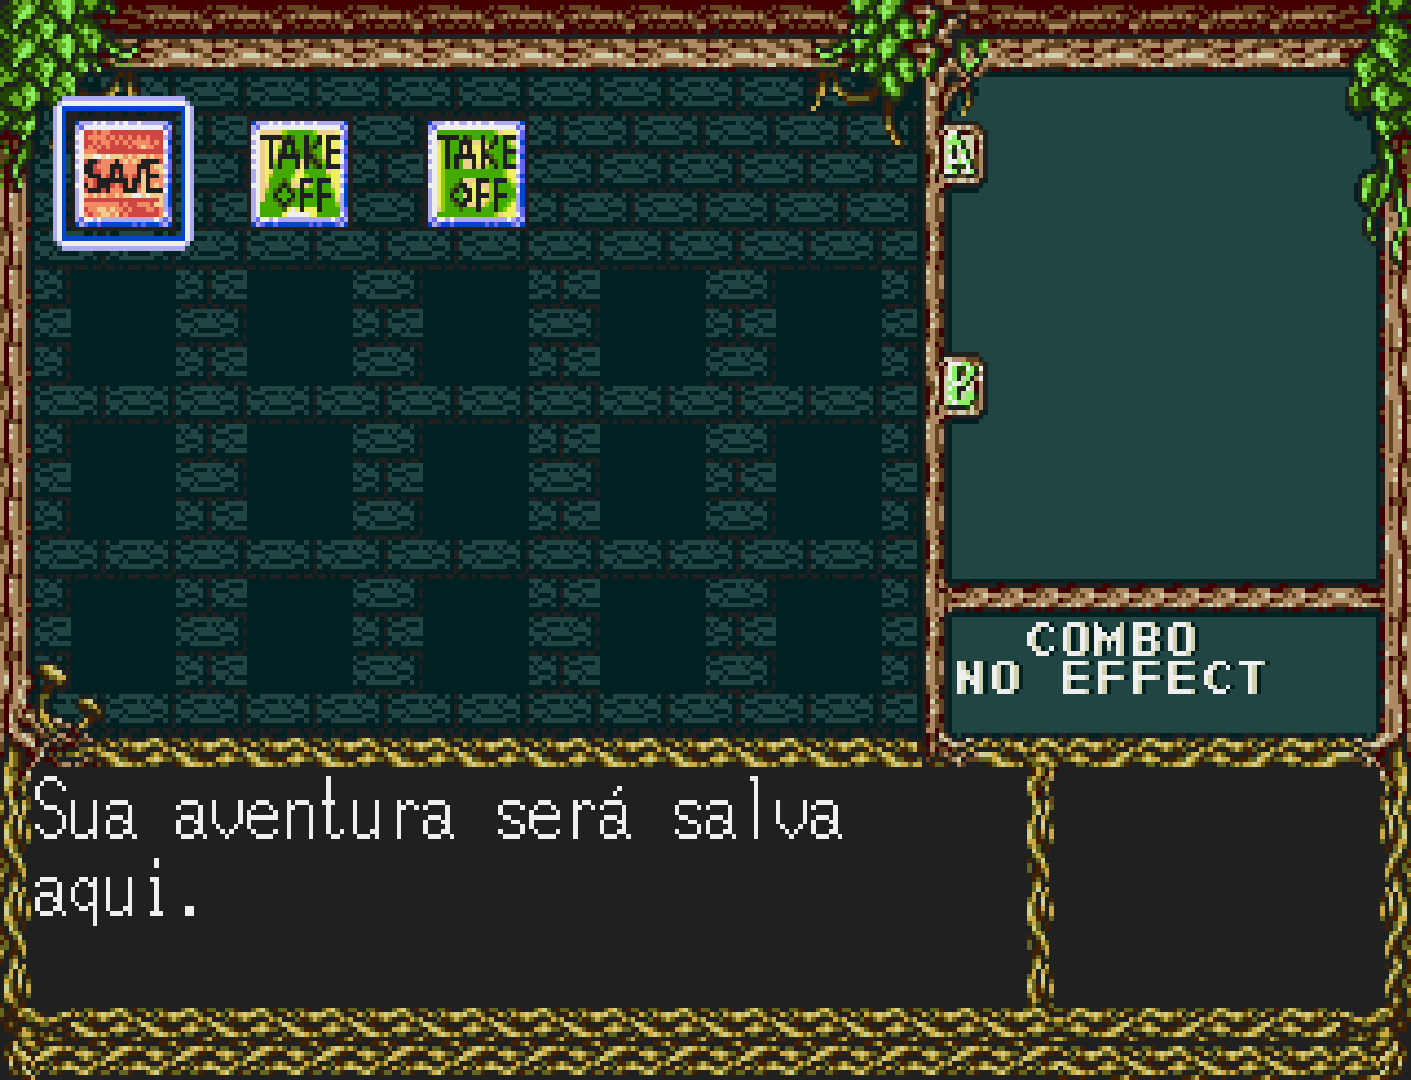 SAVE
TAKE OFF
TAKE OFF
A
B
COMBO
NO EFFECT
Sua aventura será salva
aqui.